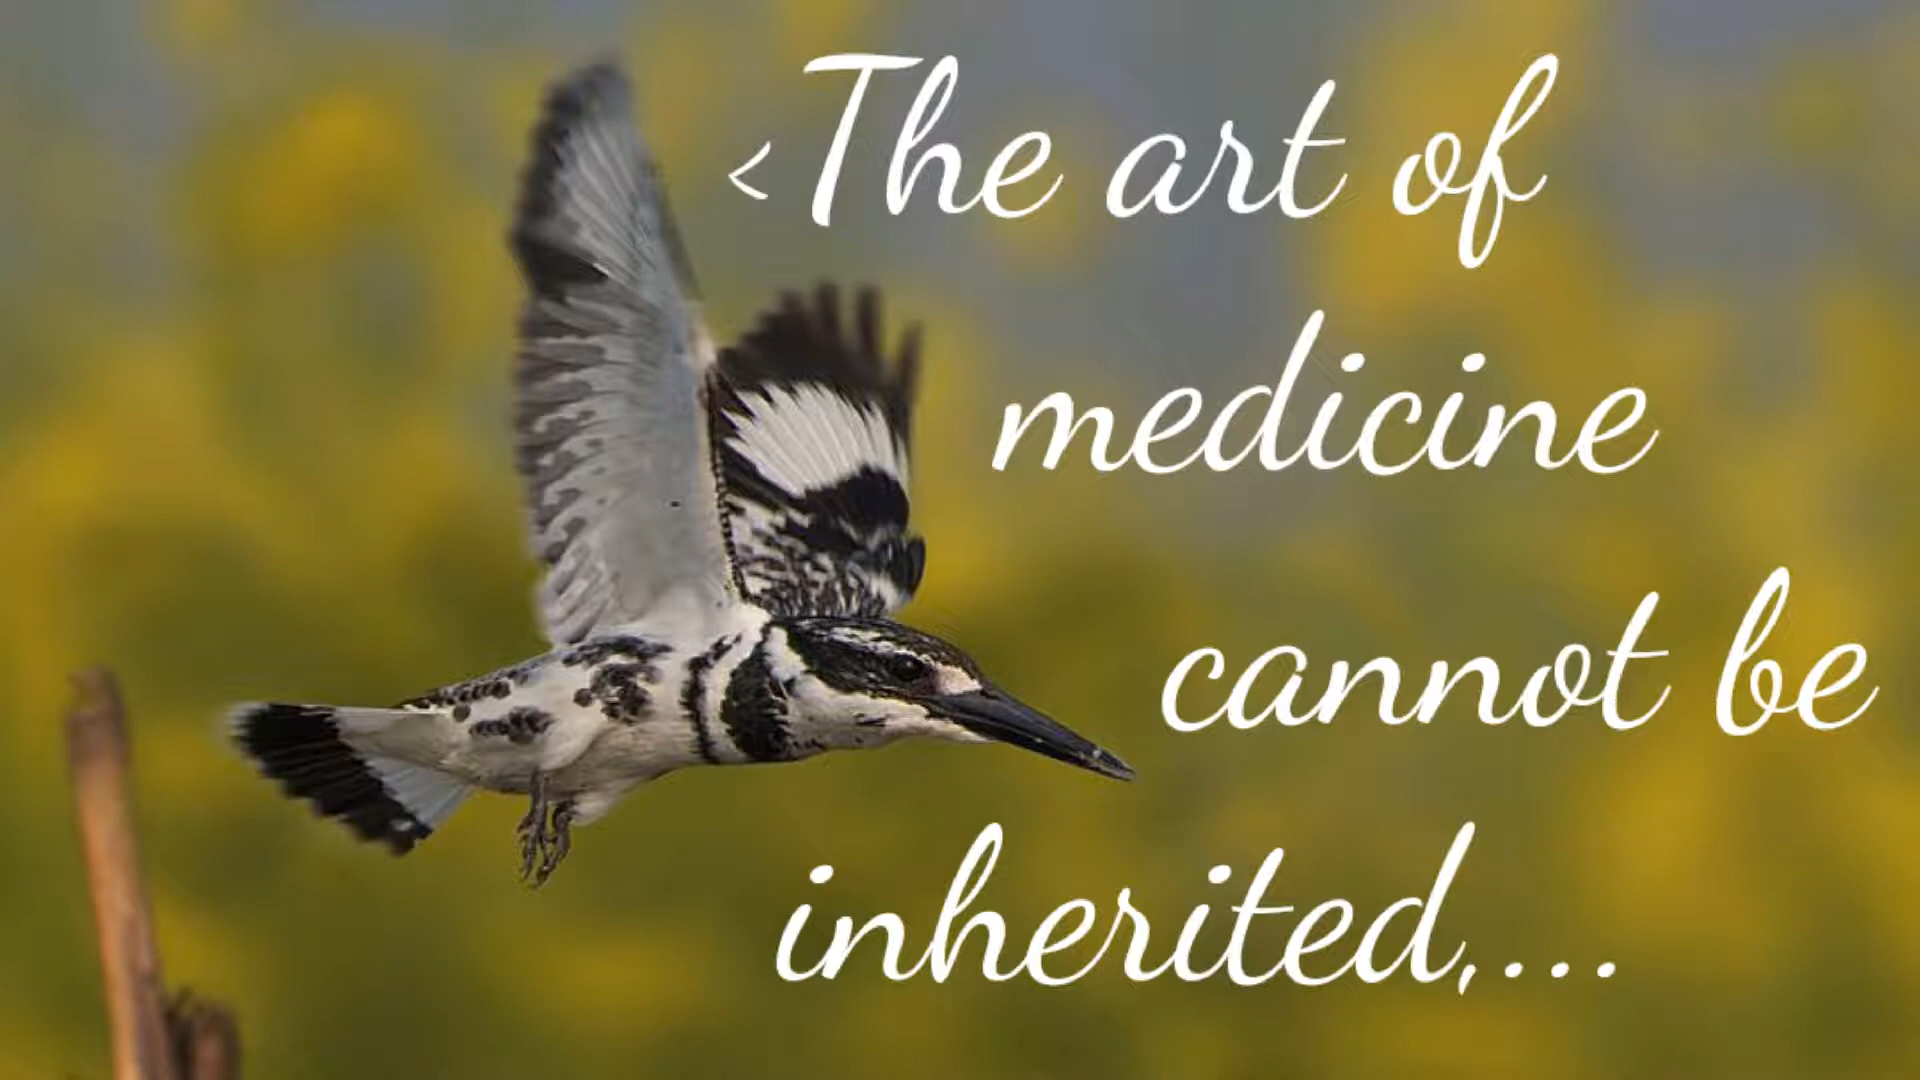 <The art of
medicine
cannot be
inherited,...